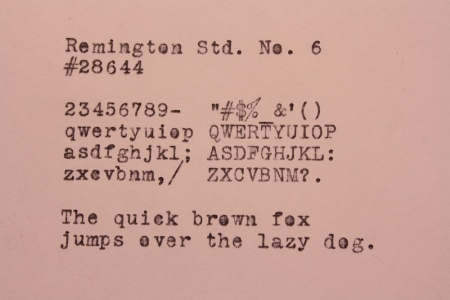 Remington Std. No. 6
#28644
23456789- "#$%_&'()
qwertyuiop QWERTYUIOP
asdfghjkl; ASDFGHJKL:
zxcvbnm,/ ZXCVBNM?.
The quick brown fox
jumps over the lazy dog.